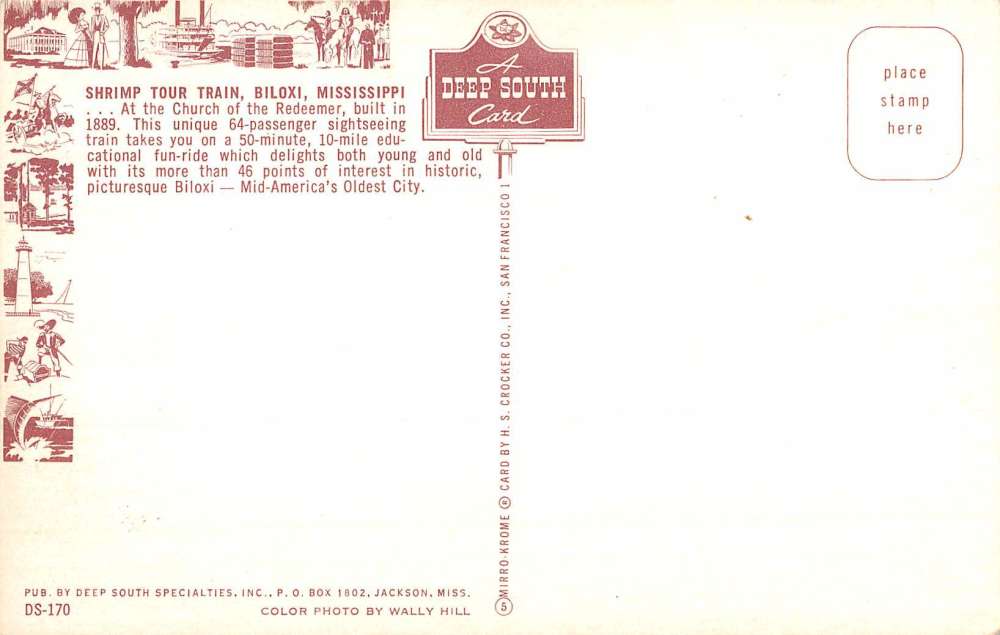 SHRIMP TOUR TRAIN, BILOXI, MISSISSIPPI
. . . At the Church of the Redeemer, built in
1889. This unique 64-passenger sightseeing
train takes you on a 50-minute, 10-mile edu-
cational fun-ride which delights both young and old
with its more than 46 points of interest in historic,
picturesque Biloxi — Mid-America's Oldest City.
A
DEEP SOUTH
Card
place
stamp
here
MIRRO-KROME ® CARD BY H. S. CROCKER CO., INC., SAN FRANCISCO 1
5
PUB. BY DEEP SOUTH SPECIALTIES, INC., P. O. BOX 1802, JACKSON, MISS.
DS-170
COLOR PHOTO BY WALLY HILL